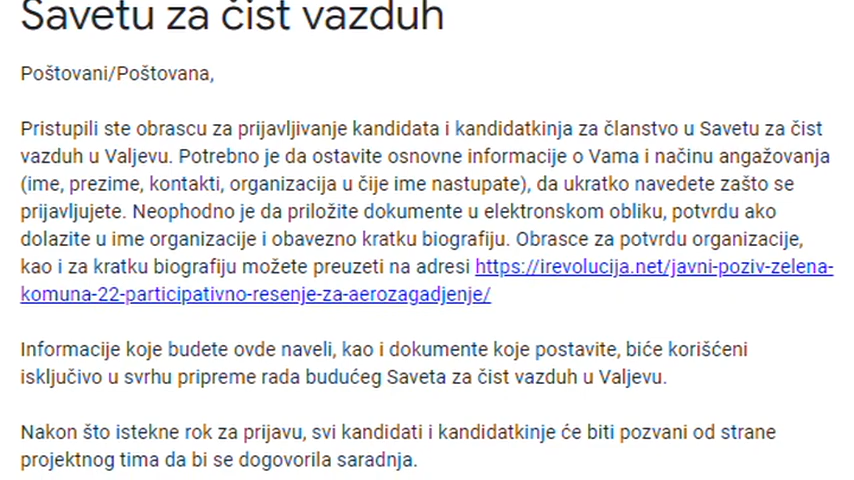 Savetu za čist vazduh
Poštovani/Poštovana,
Pristupili ste obrascu za prijavljivanje kandidata i kandidatkinja za članstvo u Savetu za čist
vazduh u Valjevu. Potrebno je da ostavite osnovne informacije o Vama i načinu angažovanja
(ime, prezime, kontakti, organizacija u čije ime nastupate), da ukratko navedete zašto se
prijavljujete. Neophodno je da priložite dokumente u elektronskom obliku, potvrdu ako
dolazite u ime organizacije i obavezno kratku biografiju. Obrasce za potvrdu organizacije,
kao i za kratku biografiju možete preuzeti na adresi https://irevolucija.net/javni-poziv-zelena-
komuna-22-participativno-resenje-za-aerozagadjenje/
Informacije koje budete ovde naveli, kao i dokumente koje postavite, biće korišćeni
isključivo u svrhu pripreme rada budućeg Saveta za čist vazduh u Valjevu.
Nakon što istekne rok za prijavu, svi kandidati i kandidatkinje će biti pozvani od strane
projektnog tima da bi se dogovorila saradnja.